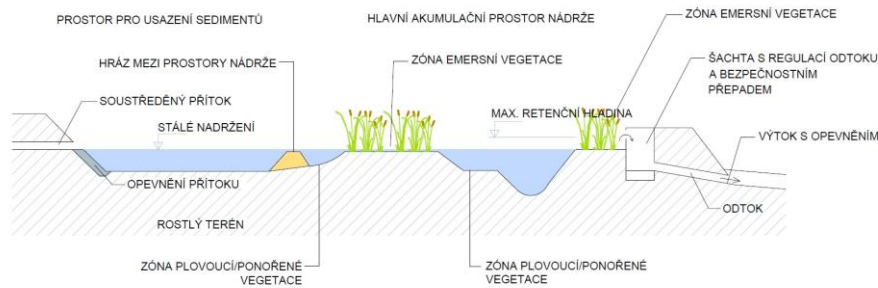 PROSTOR PRO USAZENÍ SEDIMENTŮ
HLAVNÍ AKUMULAČNÍ PROSTOR NÁDRŽE
ZÓNA EMERSNÍ VEGETACE
HRÁZ MEZI PROSTORY NÁDRŽE
ZÓNA EMERSNÍ VEGETACE
ŠACHTA S REGULACÍ ODTOKU
A BEZPEČNOSTNÍM
PŘEPADEM
SOUSTŘEDĚNÝ PŘÍTOK
MAX. RETENČNÍ HLADINA
STÁLÉ NADRŽENÍ
VÝTOK S OPEVNĚNÍM
OPEVNĚNÍ PŘÍTOKU
ODTOK
ROSTLÝ TERÉN
ZÓNA PLOVOUCÍ/PONOŘENÉ
VEGETACE
ZÓNA PLOVOUCÍ/PONOŘENÉ
VEGETACE